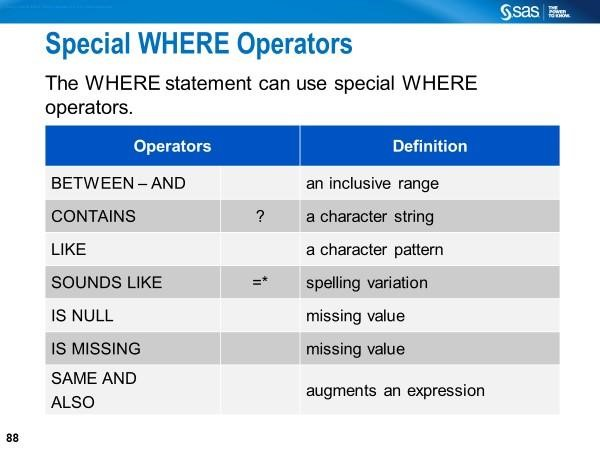 sas THE POWER TO KNOW.
Special WHERE Operators
The WHERE statement can use special WHERE
operators.
Operators Definition
BETWEEN – AND an inclusive range
CONTAINS ? a character string
LIKE a character pattern
SOUNDS LIKE =* spelling variation
IS NULL missing value
IS MISSING missing value
SAME AND
ALSO augments an expression
88